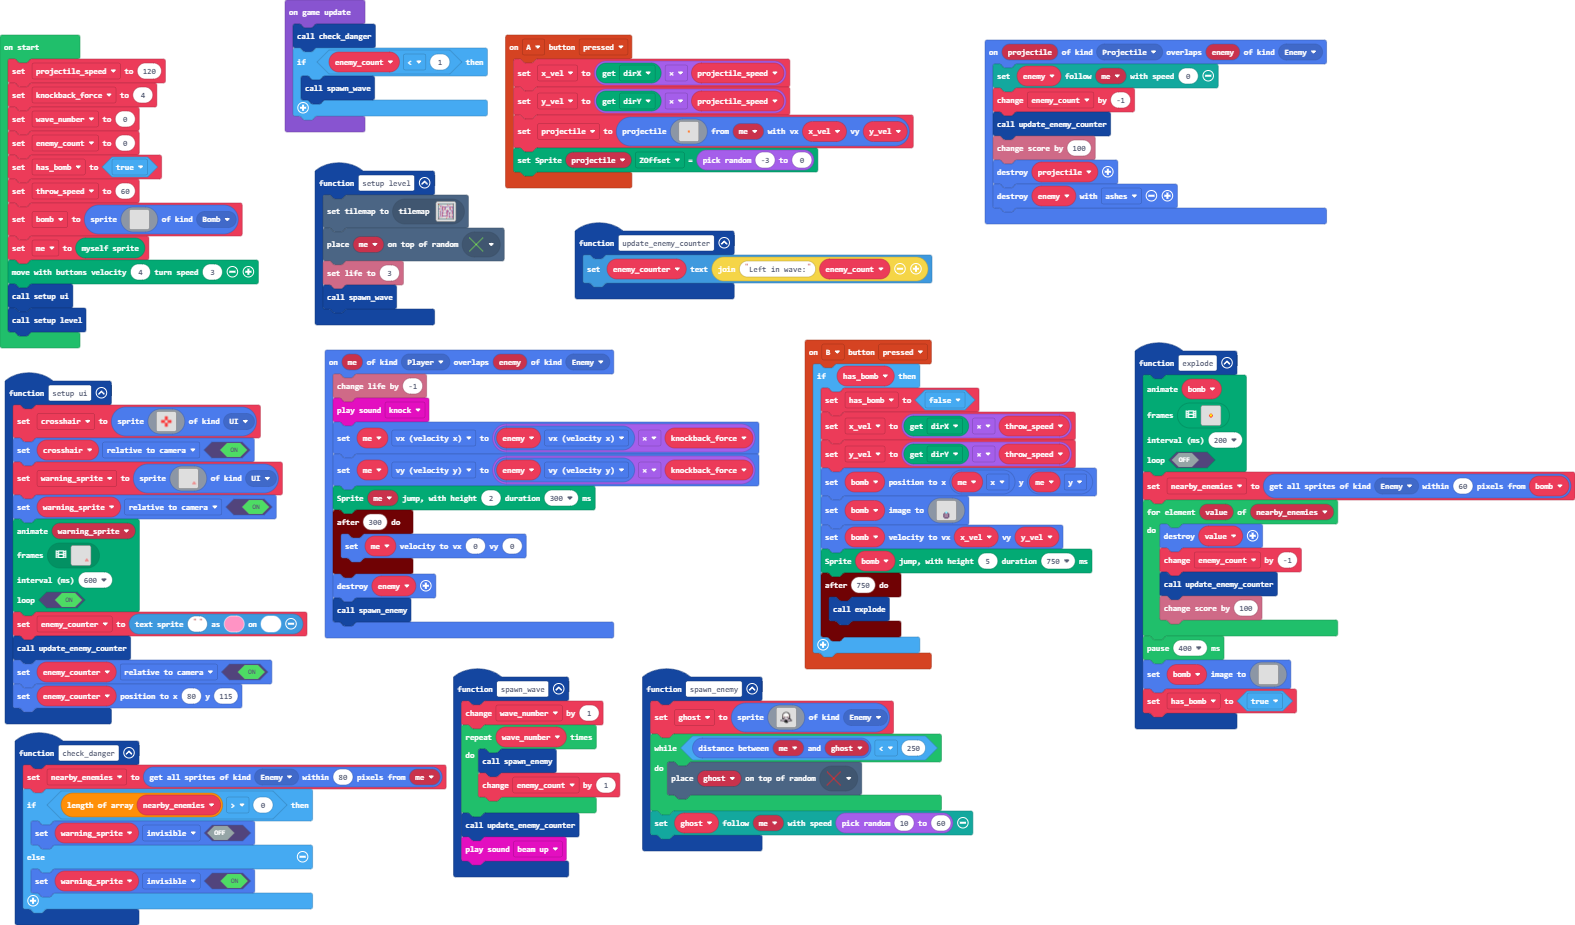 on start
set projectile_speed to 120
set knockback_force to 4
set wave_number to 0
set enemy_count to 0
set has_bomb to true
set throw_speed to 60
set bomb to sprite of kind Bomb
set me to myself sprite
move with buttons velocity 4 turn speed 3
call setup ui
call setup level
on game update
call check_danger
if enemy_count < 1 then
call spawn_wave
on A button pressed
set x_vel to get dirX × projectile_speed
set y_vel to get dirY × projectile_speed
set projectile to projectile from me with vx x_vel vy y_vel
set Sprite projectile ZOffset = pick random -3 to 0
on projectile of kind Projectile overlaps enemy of kind Enemy
set enemy follow me with speed 0
change enemy_count by -1
call update_enemy_counter
change score by 100
destroy projectile
destroy enemy with ashes
function setup level
set tilemap to tilemap
place me on top of random
set life to 3
call spawn_wave
function update_enemy_counter
set enemy_counter text join "Left in wave:" enemy_count
function setup ui
set crosshair to sprite of kind UI
set crosshair relative to camera ON
set warning_sprite to sprite of kind UI
set warning_sprite relative to camera ON
animate warning_sprite
frames
interval (ms) 600
loop ON
set enemy_counter to text sprite " " as on
call update_enemy_counter
set enemy_counter relative to camera ON
set enemy_counter position to x 80 y 115
on me of kind Player overlaps enemy of kind Enemy
change life by -1
play sound knock
set me vx (velocity x) to enemy vx (velocity x) × knockback_force
set me vy (velocity y) to enemy vy (velocity y) × knockback_force
Sprite me jump, with height 2 duration 300 ms
after 300 do
set me velocity to vx 0 vy 0
destroy enemy
call spawn_enemy
on B button pressed
if has_bomb then
set has_bomb to false
set x_vel to get dirX × throw_speed
set y_vel to get dirY × throw_speed
set bomb position to x me x y me y
set bomb image to
set bomb velocity to vx x_vel vy y_vel
Sprite bomb jump, with height 5 duration 750 ms
after 750 do
call explode
function explode
animate bomb
frames
interval (ms) 200
loop OFF
set nearby_enemies to get all sprites of kind Enemy within 60 pixels from bomb
for element value of nearby_enemies
do destroy value
change enemy_count by -1
call update_enemy_counter
change score by 100
pause 400 ms
set bomb image to
set has_bomb to true
function check_danger
set nearby_enemies to get all sprites of kind Enemy within 80 pixels from me
if length of array nearby_enemies > 0 then
set warning_sprite invisible OFF
else
set warning_sprite invisible ON
function spawn_wave
change wave_number by 1
repeat wave_number times
do call spawn_enemy
change enemy_count by 1
call update_enemy_counter
play sound beam up
function spawn_enemy
set ghost to sprite of kind Enemy
while distance between me and ghost < 250
do place ghost on top of random
set ghost follow me with speed pick random 10 to 60